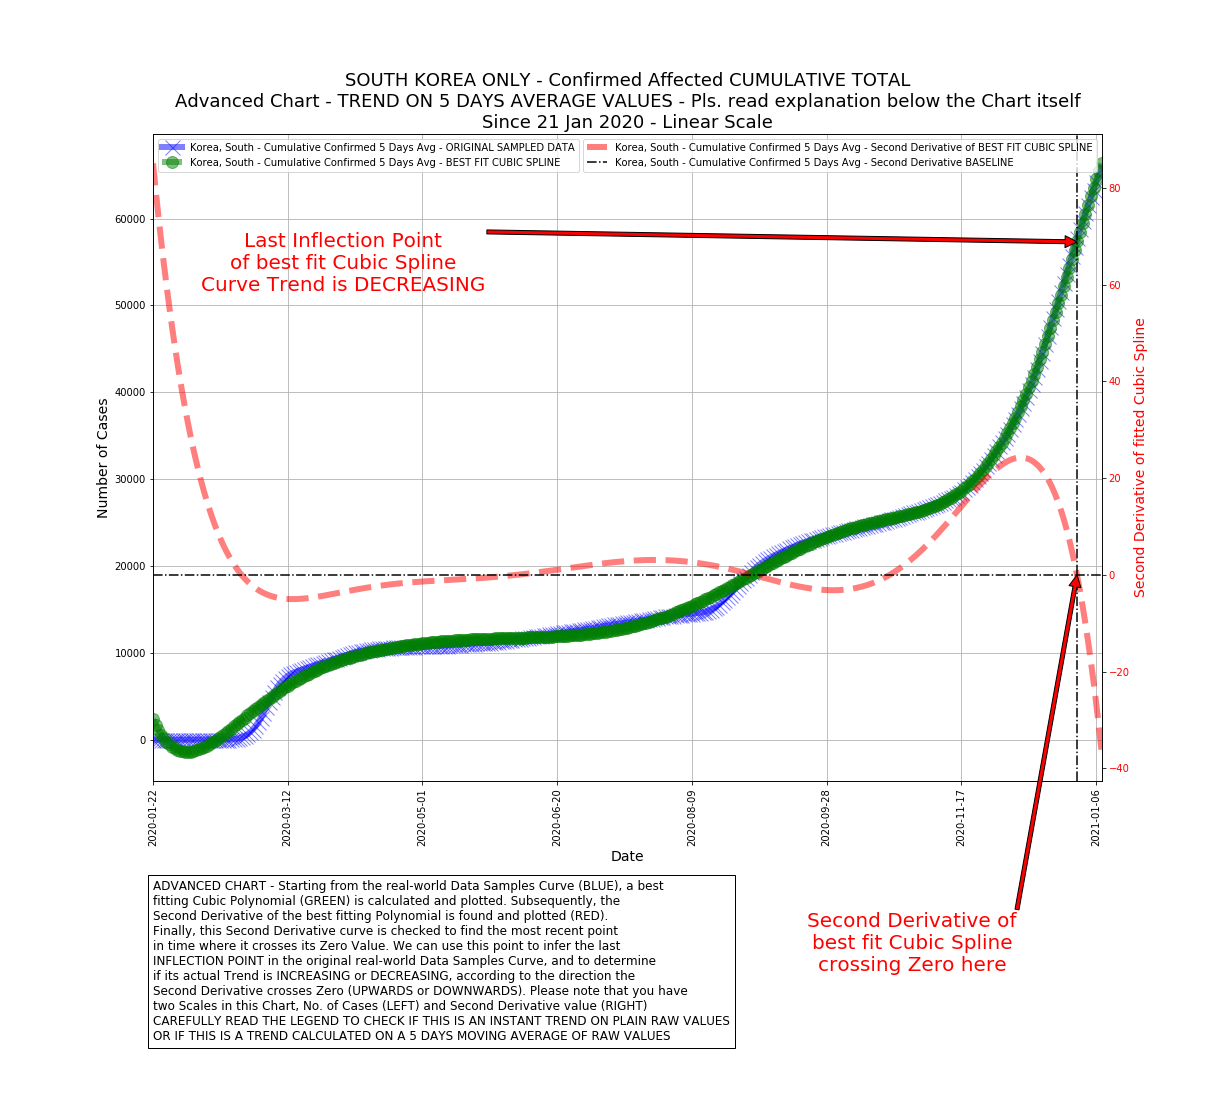 SOUTH KOREA ONLY - Confirmed Affected CUMULATIVE TOTAL
Advanced Chart - TREND ON 5 DAYS AVERAGE VALUES - Pls. read explanation below the Chart itself
Since 21 Jan 2020 - Linear Scale
Korea, South - Cumulative Confirmed 5 Days Avg - ORIGINAL SAMPLED DATA
Korea, South - Cumulative Confirmed 5 Days Avg - BEST FIT CUBIC SPLINE
Korea, South - Cumulative Confirmed 5 Days Avg - Second Derivative of BEST FIT CUBIC SPLINE
Korea, South - Cumulative Confirmed 5 Days Avg - Second Derivative BASELINE
Last Inflection Point
of best fit Cubic Spline
Curve Trend is DECREASING
Number of Cases
60000
50000
40000
30000
20000
10000
0
80
60
40
20
0
−20
−40
Second Derivative of fitted Cubic Spline
2020-01-22
2020-03-12
2020-05-01
2020-06-20
2020-08-09
2020-09-28
2020-11-17
2021-01-06
Date
ADVANCED CHART - Starting from the real-world Data Samples Curve (BLUE), a best
fitting Cubic Polynomial (GREEN) is calculated and plotted. Subsequently, the
Second Derivative of the best fitting Polynomial is found and plotted (RED).
Finally, this Second Derivative curve is checked to find the most recent point
in time where it crosses its Zero Value. We can use this point to infer the last
INFLECTION POINT in the original real-world Data Samples Curve, and to determine
if its actual Trend is INCREASING or DECREASING, according to the direction the
Second Derivative crosses Zero (UPWARDS or DOWNWARDS). Please note that you have
two Scales in this Chart, No. of Cases (LEFT) and Second Derivative value (RIGHT)
CAREFULLY READ THE LEGEND TO CHECK IF THIS IS AN INSTANT TREND ON PLAIN RAW VALUES
OR IF THIS IS A TREND CALCULATED ON A 5 DAYS MOVING AVERAGE OF RAW VALUES
Second Derivative of
best fit Cubic Spline
crossing Zero here